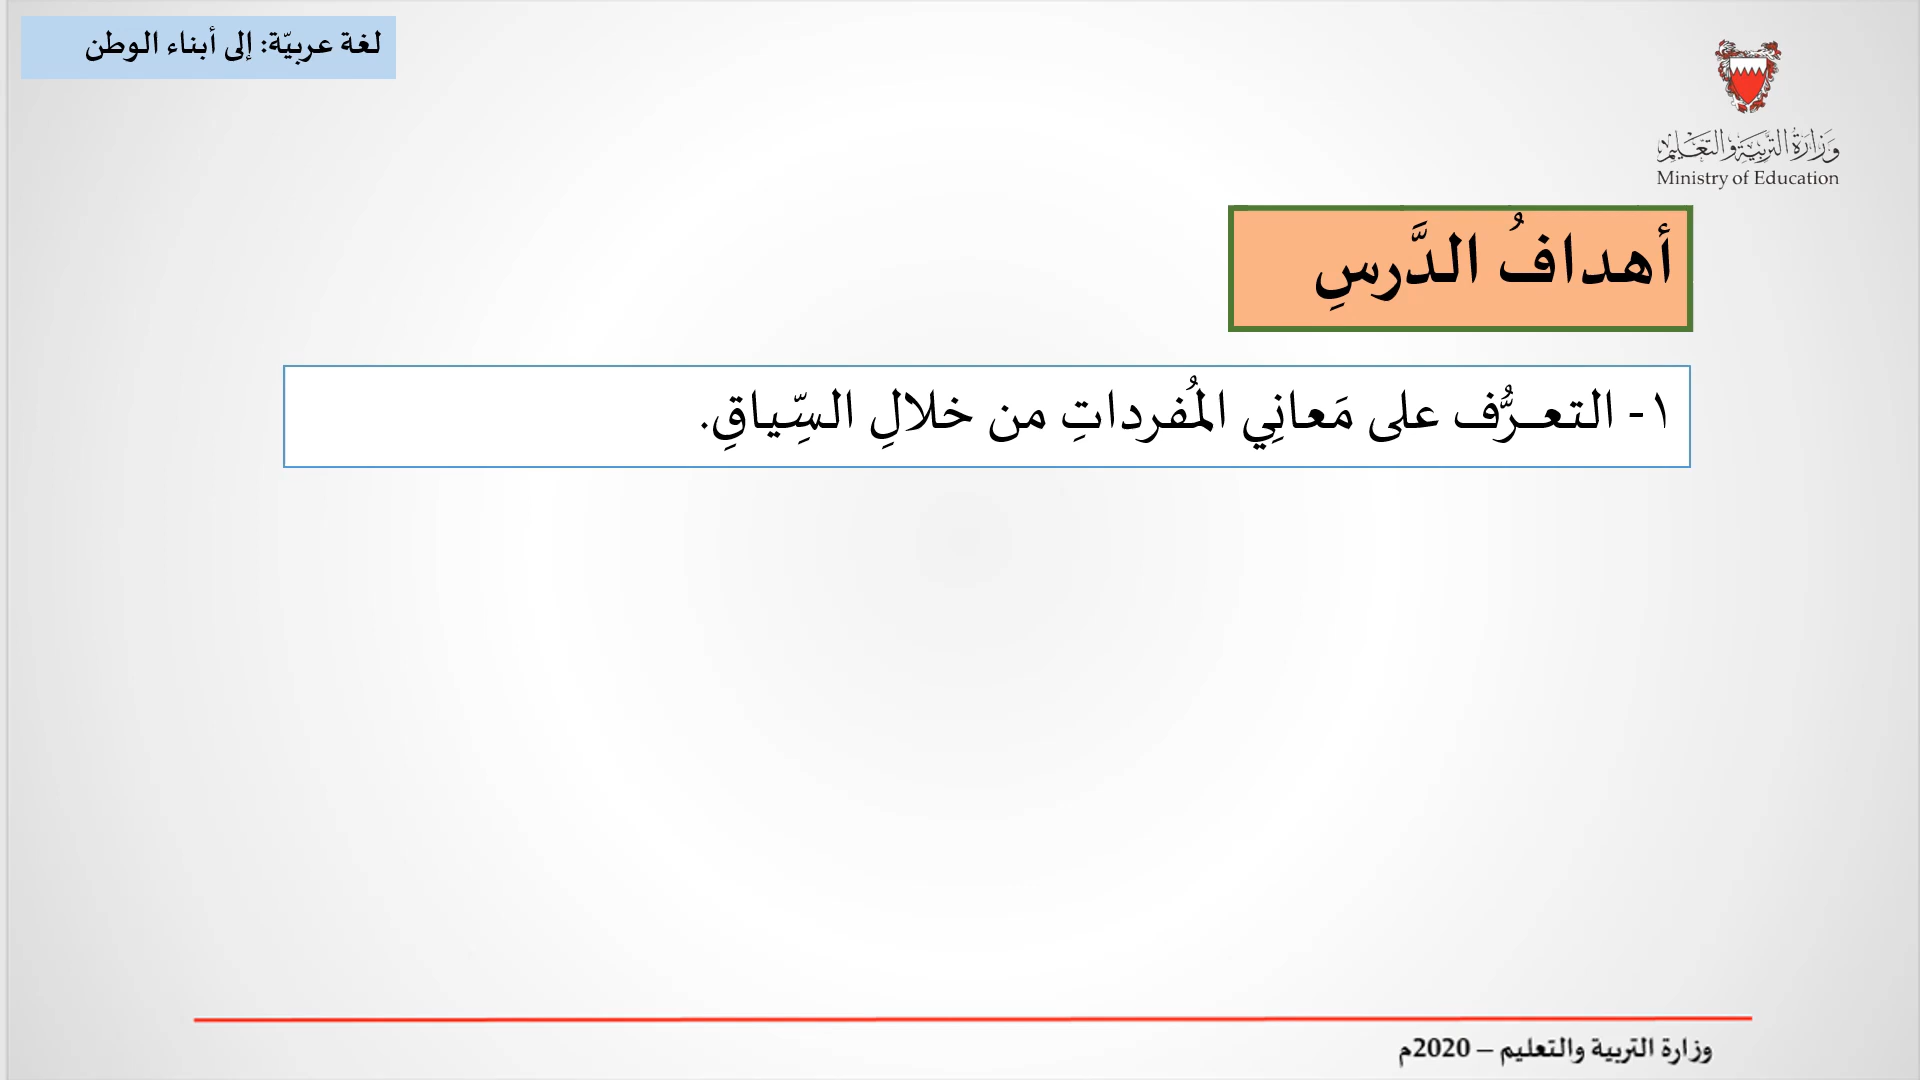 لغة عربيّة: إلى أبناء الوطن
وزارة التربية والتعليم
Ministry of Education
أهدافُ الدَّرسِ
١- التعـرُّف على مَعانِي المُفرداتِ من خلالِ السِّياقِ.
وزارة التربية والتعليم – 2020م